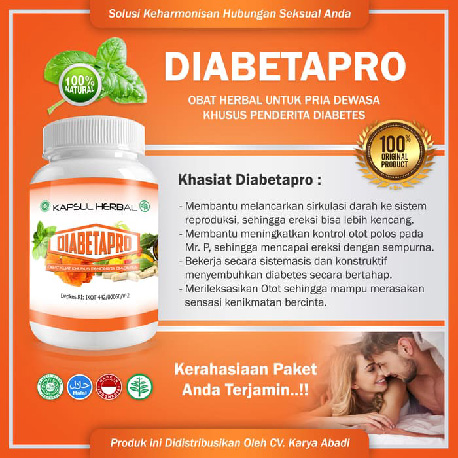 Solusi Keharmonisan Hubungan Seksual Anda
100%
NATURAL
DIABETAPRO
OBAT HERBAL UNTUK PRIA DEWASA
KHUSUS PENDERITA DIABETES
100%
ORIGINAL
PRODUCT
KAPSUL HERBAL
DIABETAPRO
Khasiat Diabetapro :
- Membantu melancarkan sirkulasi darah ke sistem
reproduksi, sehingga ereksi bisa lebih kencang.
- Membantu meningkatkan kontrol otot polos pada
Mr. P, sehingga mencapai ereksi dengan sempurna.
- Bekerja secara sistemasis dan konstruktif
menyembuhkan diabetes secara bertahap.
- Merileksasikan Otot sehingga mampu merasakan
sensasi kenikmatan bercinta.
Kerahasiaan Paket
Anda Terjamin..!!
Produk ini Didistribusikan Oleh CV. Karya Abadi